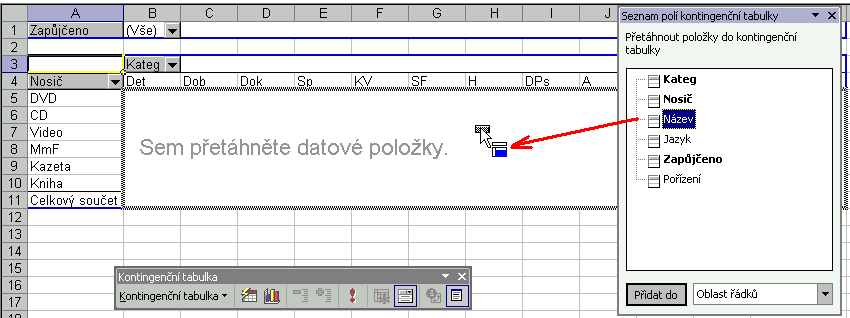 A B C D E F G H I J
1 Zapůjčeno (Vše)
2
3 Kateg
4 Nosič Det Dob Dok Sp KV SF H DPs A
5 DVD
6 CD
7 Video
8 MmF
9 Kazeta
10 Kniha
11 Celkový součet
12
13
14
15
16
17
Sem přetáhněte datové položky.
Kontingenční tabulka
Kontingenční tabulka
Seznam polí kontingenční tabulky
Přetáhnout položky do kontingenční
tabulky
Kateg
Nosič
Název
Jazyk
Zapůjčeno
Pořízení
Přidat do Oblast řádků